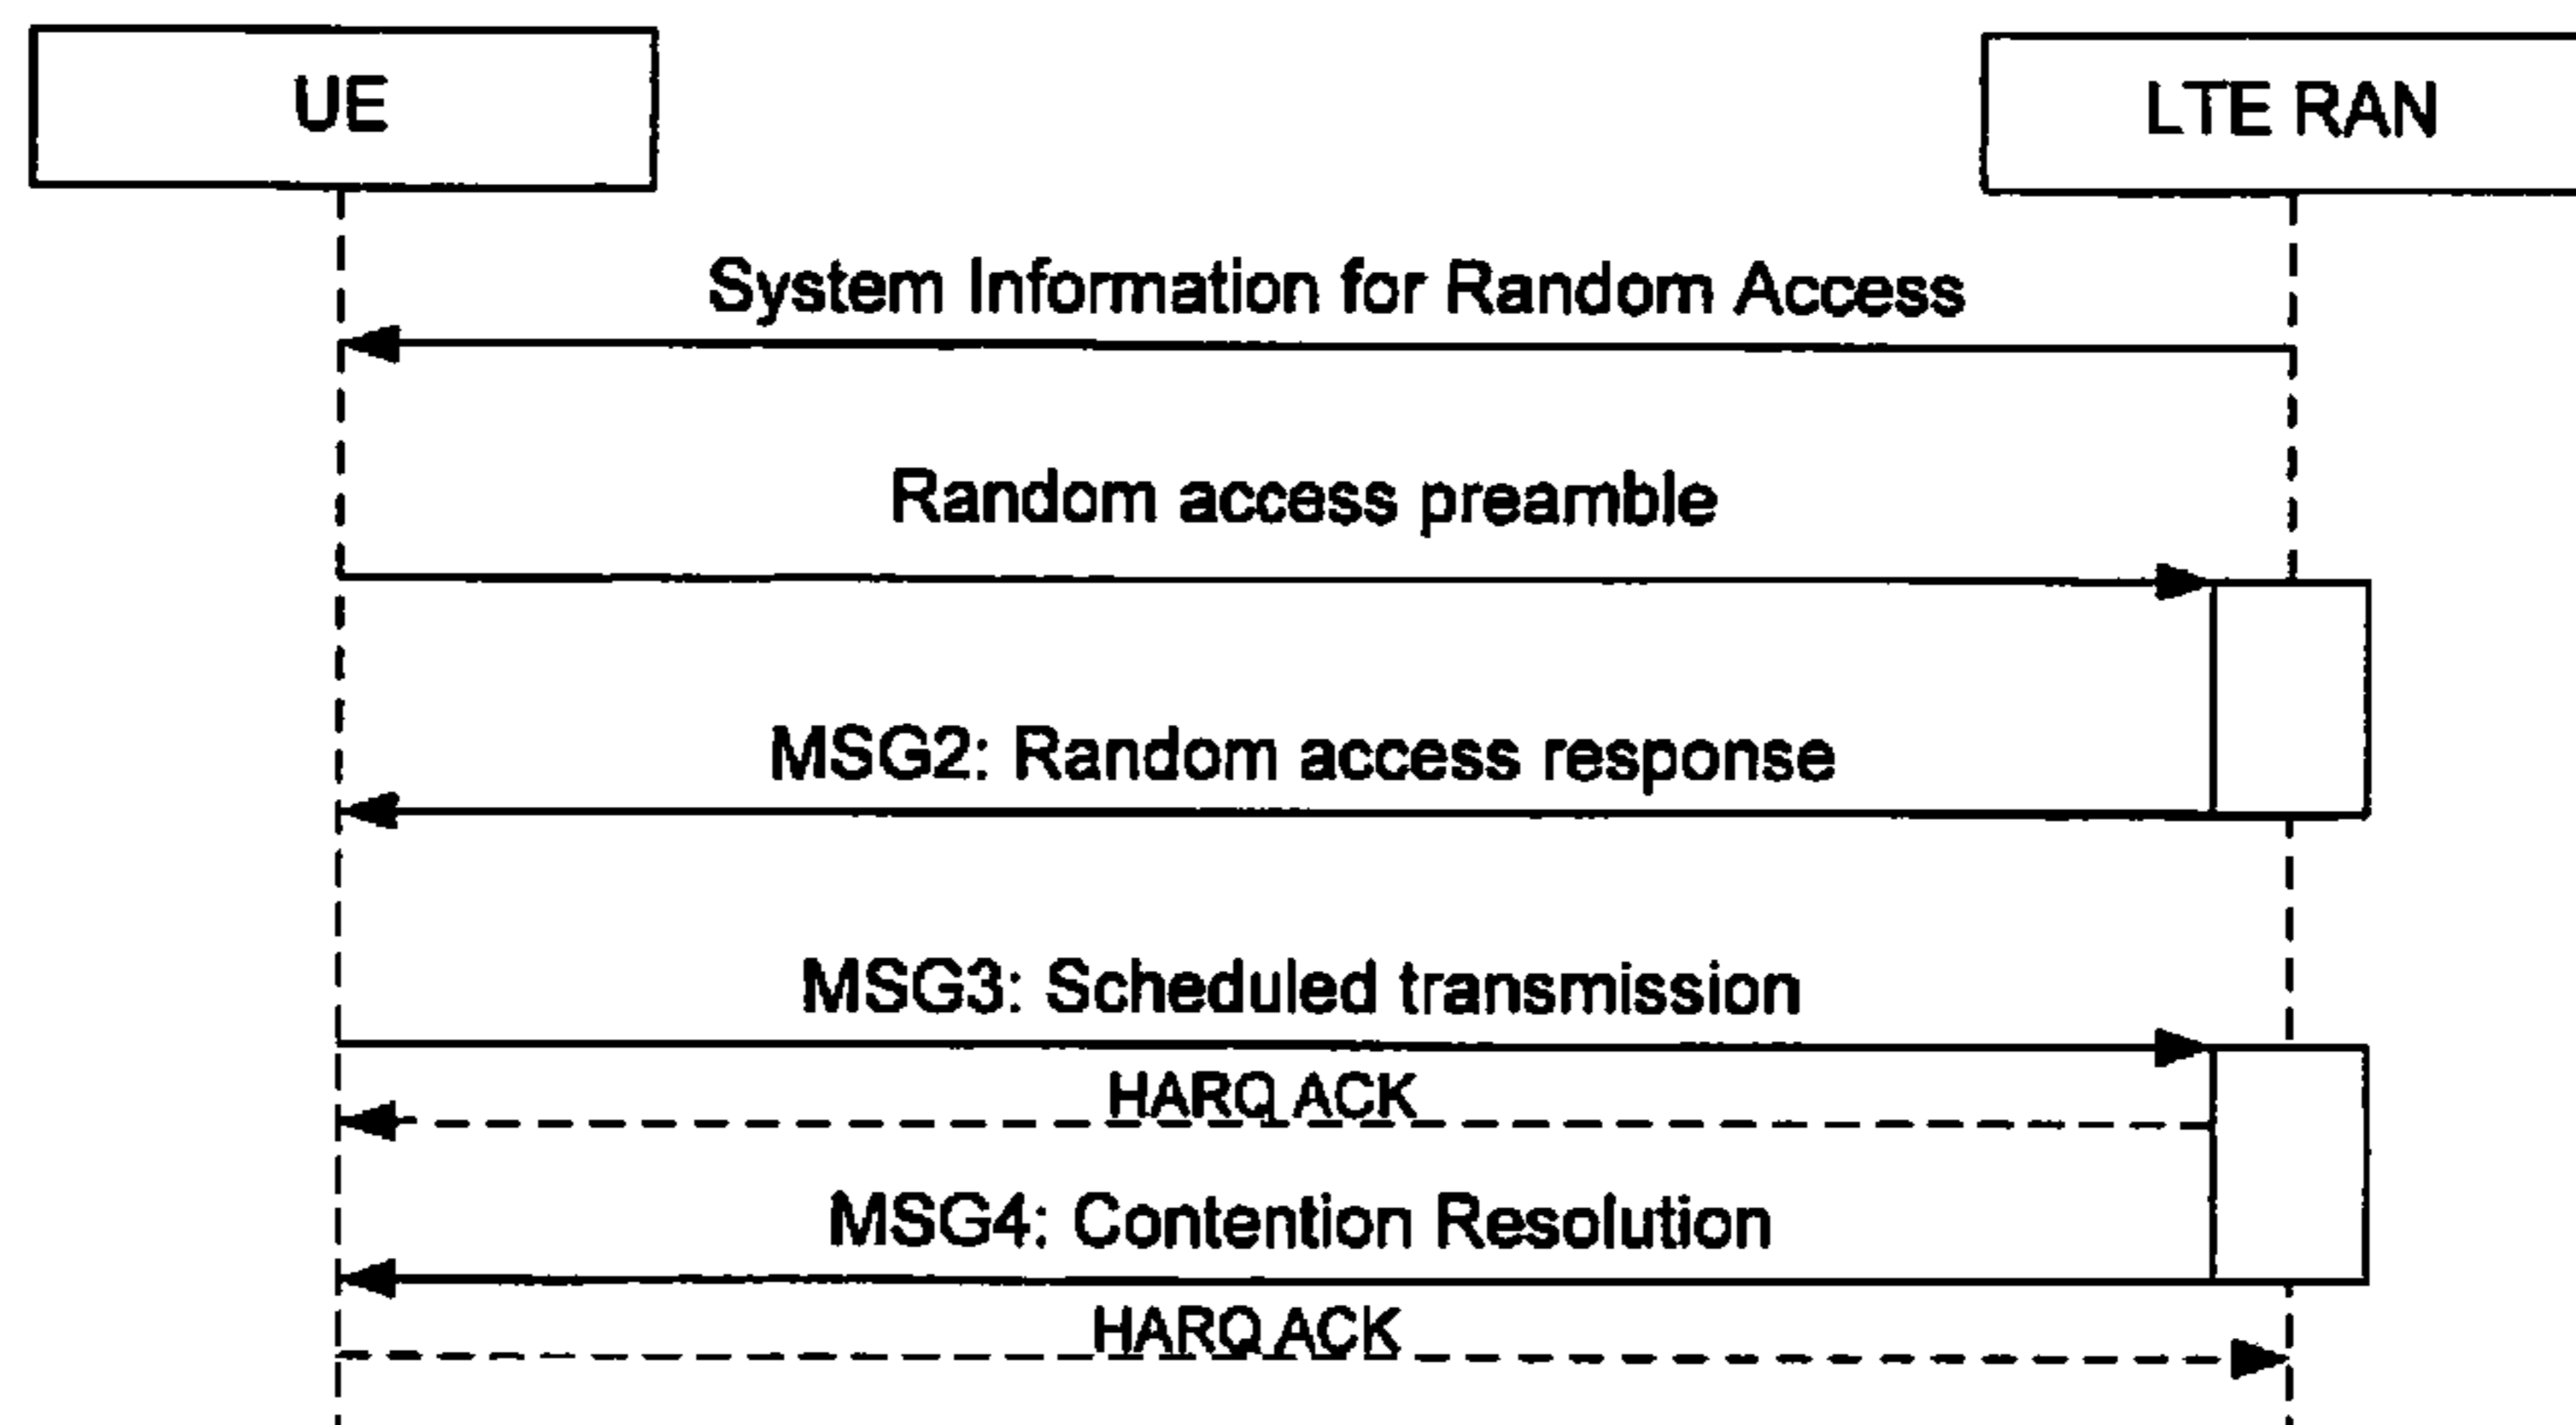 UE
LTE RAN
System Information for Random Access
Random access preamble
MSG2: Random access response
MSG3: Scheduled transmission
HARQ ACK
MSG4: Contention Resolution
HARQ ACK